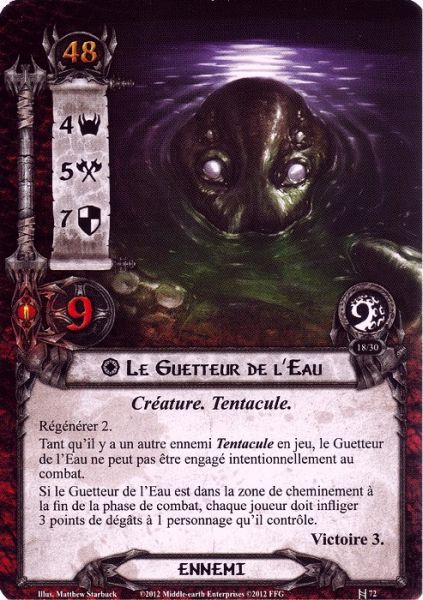 48
4
5
7
9
18/30
Le Guetteur de l'Eau
Créature. Tentacule.
Régénérer 2.
Tant qu'il y a un autre ennemi Tentacule en jeu, le Guetteur
de l'Eau ne peut pas être engagé intentionnellement au
combat.
Si le Guetteur de l'Eau est dans la zone de cheminement à
la fin de la phase de combat, chaque joueur doit infliger
3 points de dégâts à 1 personnage qu'il contrôle.
Victoire 3.
ENNEMI
Illus. Matthew Starbuck ©2012 Middle-earth Enterprises ©2012 FFG 72